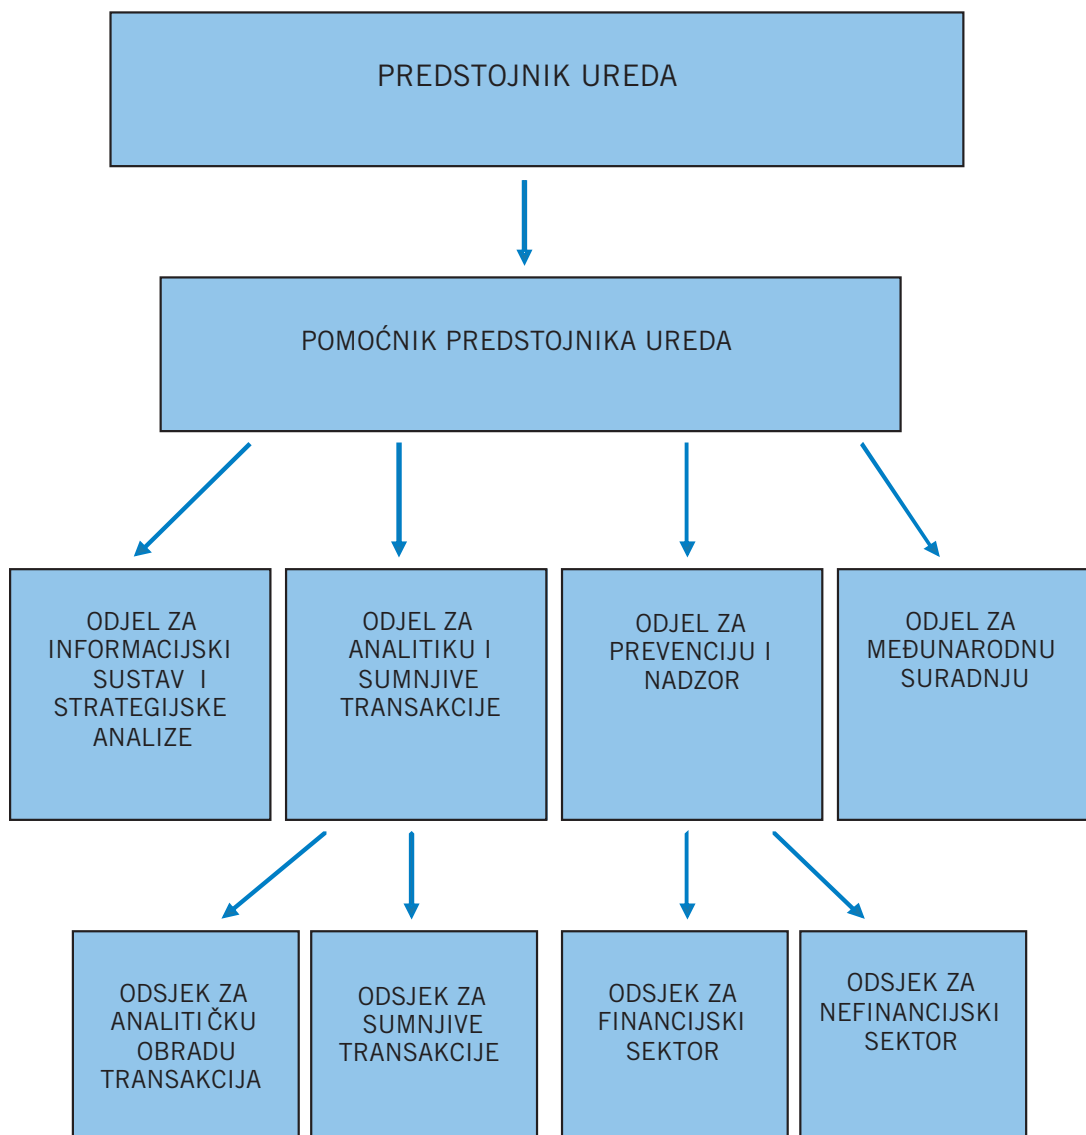 PREDSTOJNIK UREDA
POMOĆNIK PREDSTOJNIKA UREDA
ODJEL ZA
INFORMACIJSKI
SUSTAV I
STRATEGIJSKE
ANALIZE
ODJEL ZA
ANALITIKU I
SUMNJIVE
TRANSAKCIJE
ODJEL ZA
PREVENCIJU I
NADZOR
ODJEL ZA
MEĐUNARODNU
SURADNJU
ODSJEK ZA
ANALITI ČKU
OBRADU
TRANSAKCIJA
ODSJEK ZA
SUMNJIVE
TRANSAKCIJE
ODSJEK ZA
FINANCIJSKI
SEKTOR
ODSJEK ZA
NEFINANCIJSKI
SEKTOR